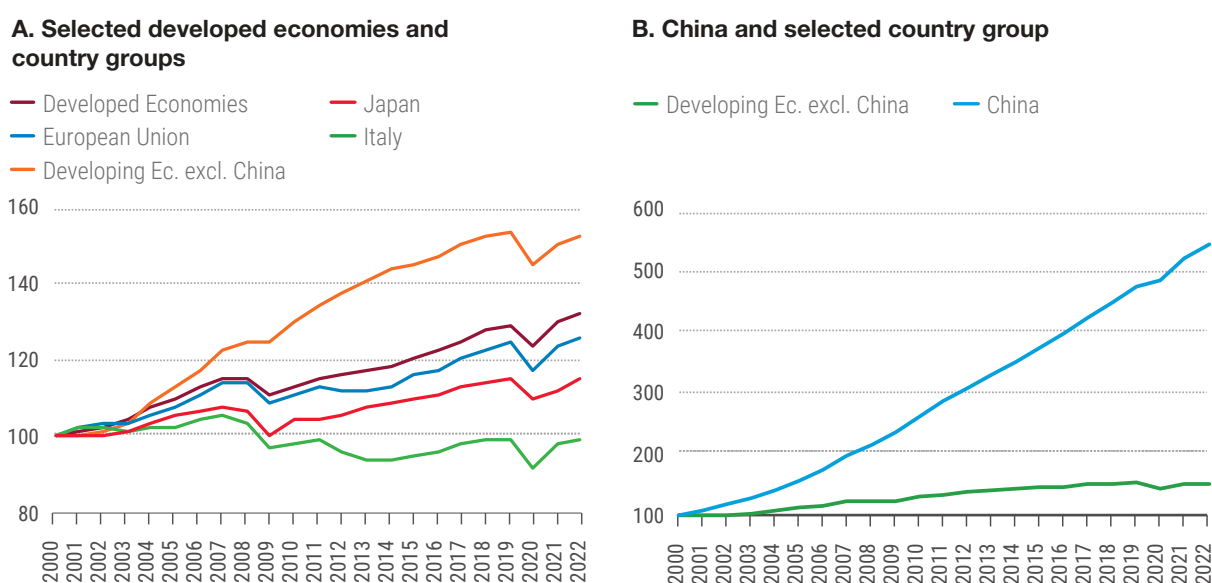 A. Selected developed economies and
country groups
Developed Economies
Japan
European Union
Italy
Developing Ec. excl. China
160
140
120
100
80
2000 2001 2002 2003 2004 2005 2006 2007 2008 2009 2010 2011 2012 2013 2014 2015 2016 2017 2018 2019 2020 2021 2022
B. China and selected country group
Developing Ec. excl. China
China
600
500
400
300
200
100
2000 2001 2002 2003 2004 2005 2006 2007 2008 2009 2010 2011 2012 2013 2014 2015 2016 2017 2018 2019 2020 2021 2022